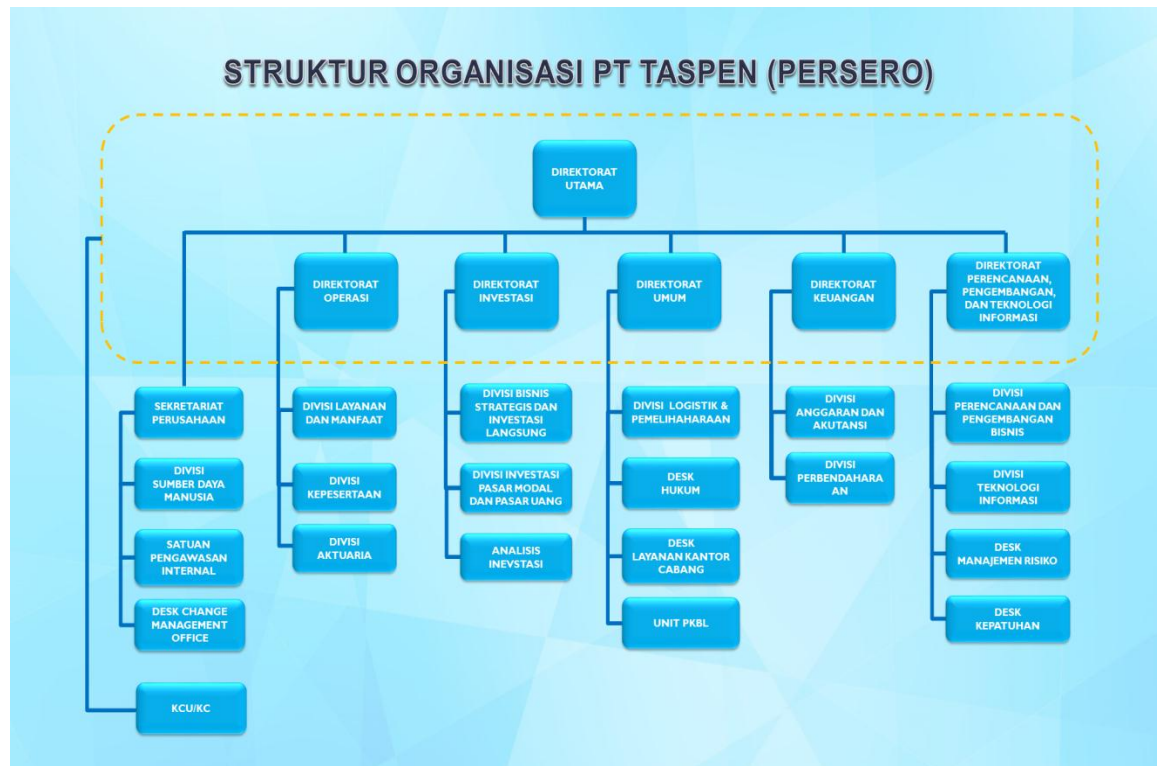 STRUKTUR ORGANISASI PT TASPEN (PERSERO)
DIREKTORAT
UTAMA
DIREKTORAT
OPERASI
DIREKTORAT
INVESTASI
DIREKTORAT
UMUM
DIREKTORAT
KEUANGAN
DIREKTORAT
PERENCANAAN,
PENGEMBANGAN,
DAN TEKNOLOGI
INFORMASI
SEKRETARIAT
PERUSAHAAN
DIVISI
SUMBER DAYA
MANUSIA
SATUAN
PENGAWASAN
INTERNAL
DESK CHANGE
MANAGEMENT
OFFICE
KCU/KC
DIVISI LAYANAN
DAN MANFAAT
DIVISI
KEPESERTAAN
DIVISI
AKTUARIA
DIVISI BISNIS
STRATEGIS DAN
INVESTASI
LANGSUNG
DIVISI INVESTASI
PASAR MODAL
DAN PASAR UANG
ANALISIS
INEVSTASI
DIVISI LOGISTIK &
PEMELIHAHARAAN
DESK
HUKUM
DESK
LAYANAN KANTOR
CABANG
UNIT PKBL
DIVISI
ANGGARAN DAN
AKUTANSI
DIVISI
PERBENDAHARA
AN
DIVISI
PERENCANAAN DAN
PENGEMBANGAN
BISNIS
DIVISI
TEKNOLOGI
INFORMASI
DESK
MANAJEMEN RISIKO
DESK
KEPATUHAN